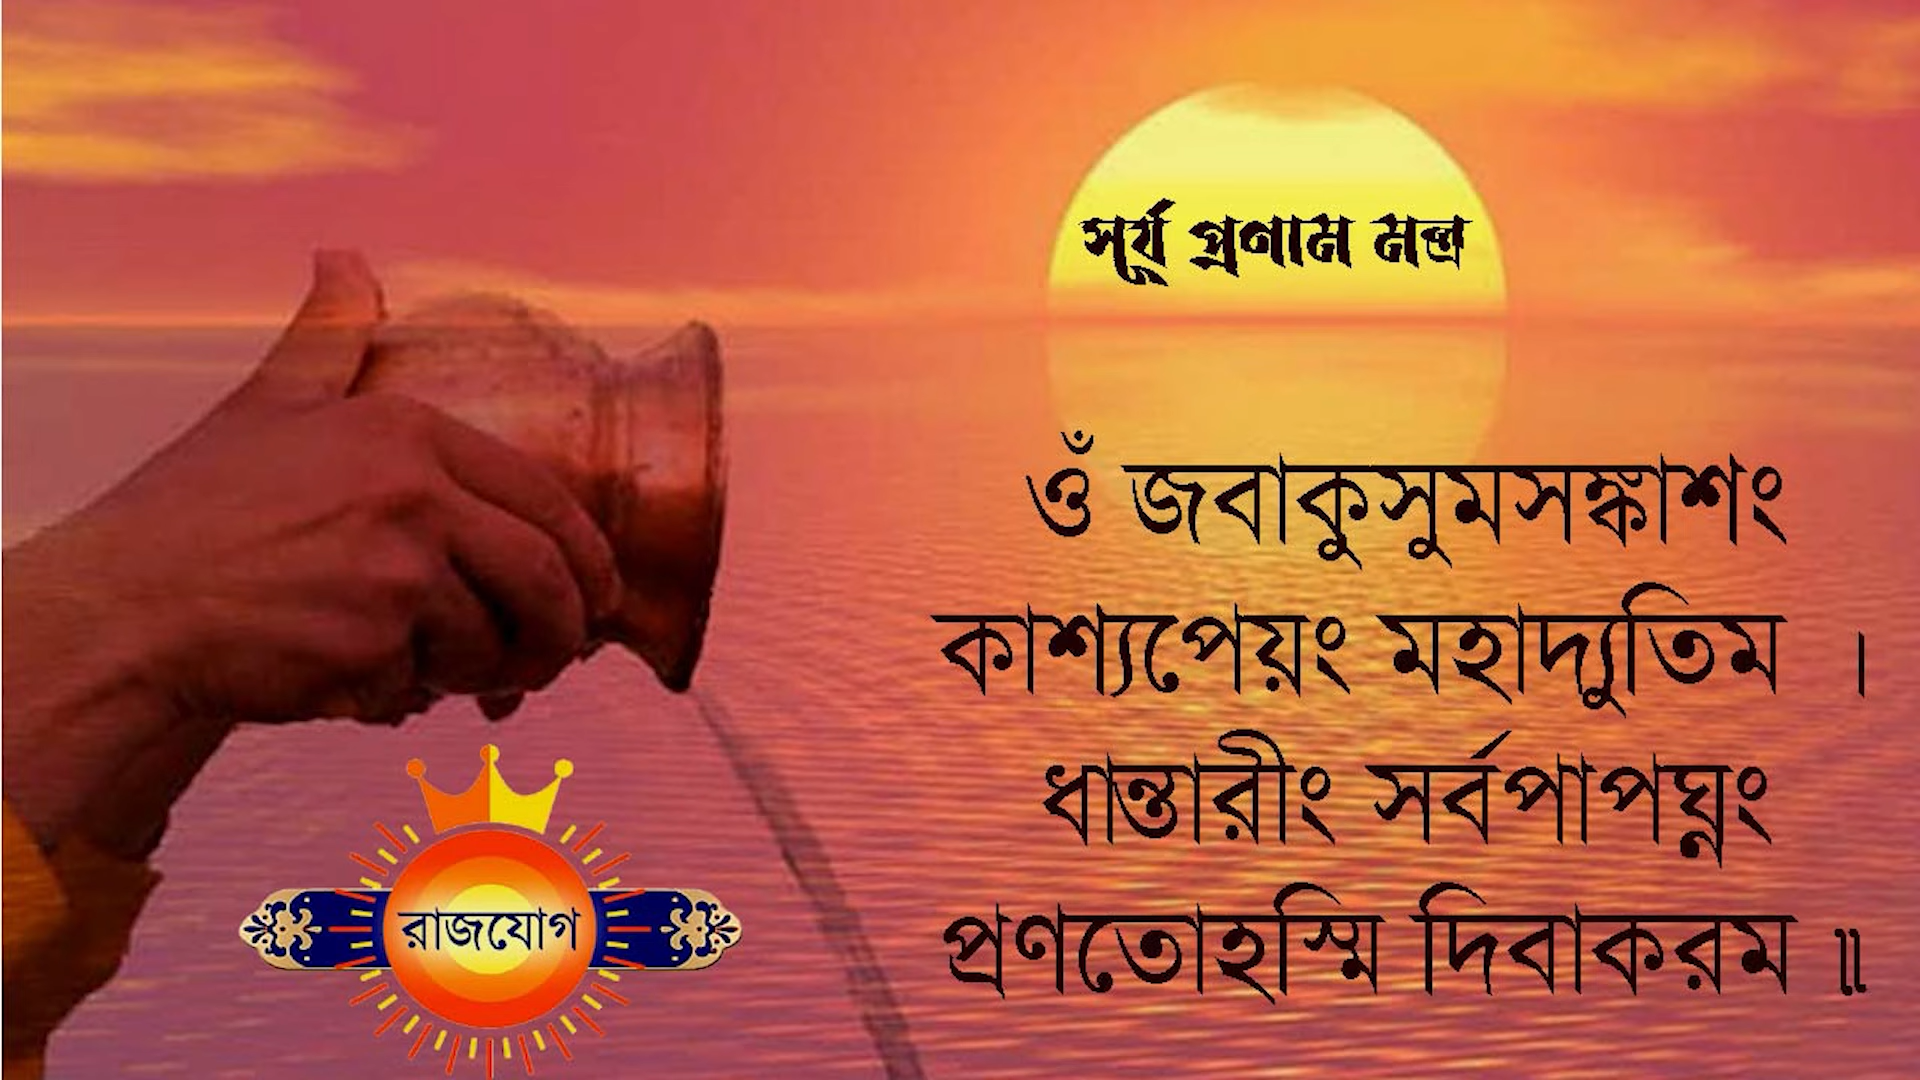 সূর্য প্রণাম মন্ত্র
ওঁ জবাকুসুমসঙ্কাশং
কাশ্যপেয়ং মহাদ্যুতিম ।
ধান্তারীং সর্বপাপঘ্নং
প্রণতোহস্মি দিবাকরম ॥
রাজযোগ